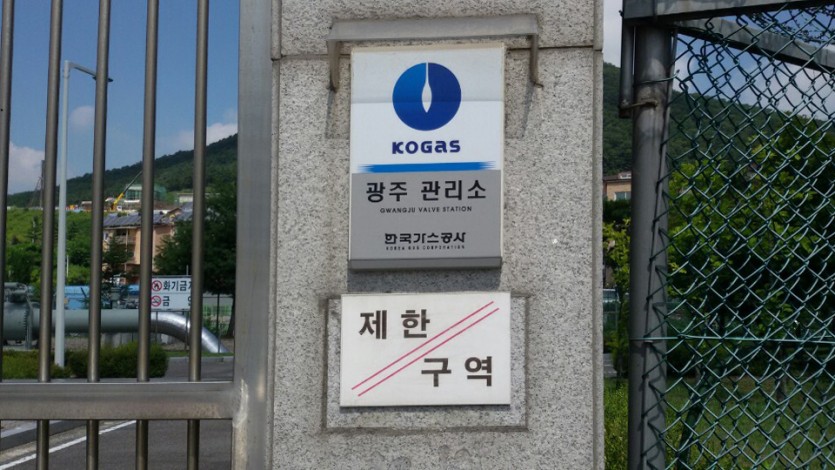 KOGAS
광주 관리소
GWANGJU VALVE STATION
한국가스공사
KOREA GAS CORPORATION
제한
구역
화기금
금